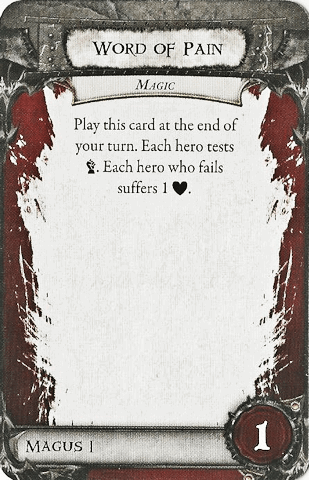 Word of Pain
Magic
Play this card at the end of
your turn. Each hero tests
. Each hero who fails
suffers 1 ♥.
Magus I
1